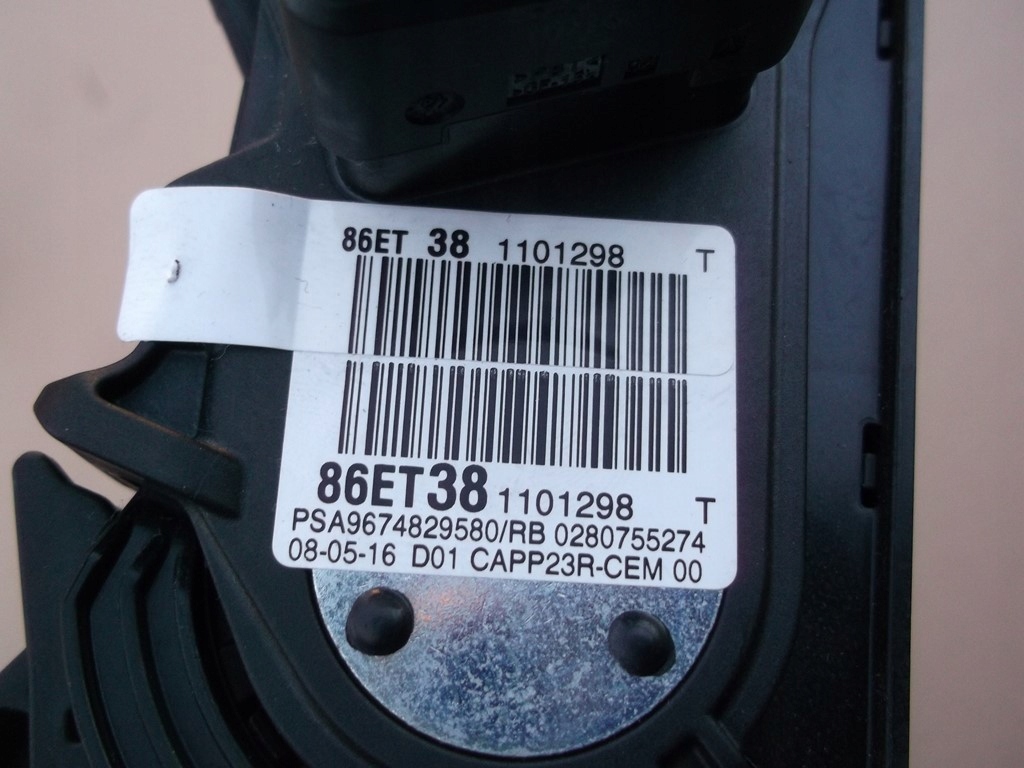 86ET 38 1101298 T
86ET38 1101298 T
PSA9674829580/RB 0280755274
08-05-16 D01 CAPP23R-CEM 00